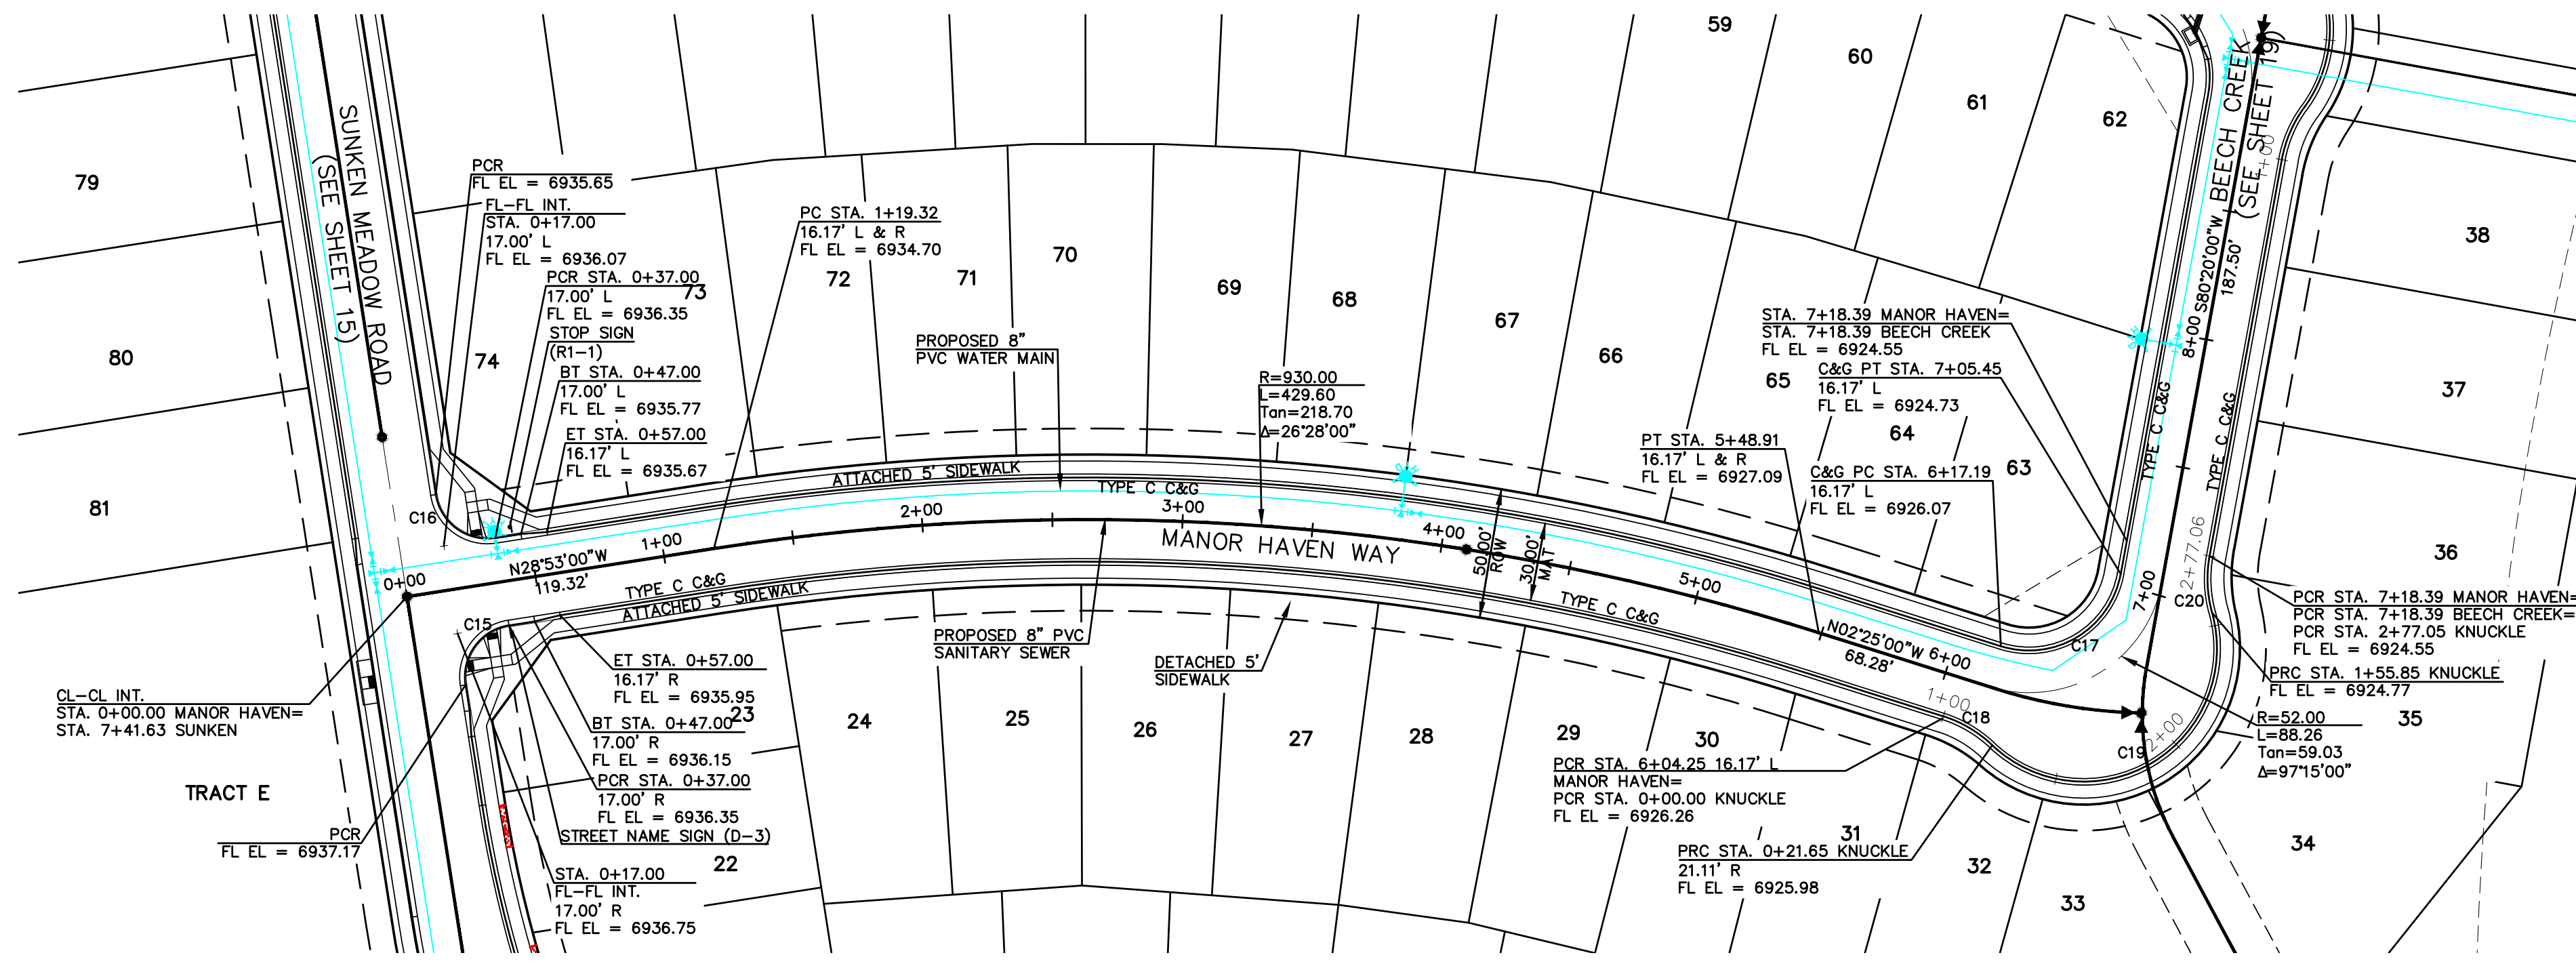 59
60
61
62
79
80
81
74
73
72
71
70
69
68
67
66
65
64
63
38
37
36
35
34
33
32
31
30
29
28
27
26
25
24
23
22
TRACT E
SUNKEN MEADOW ROAD
(SEE SHEET 15)
PCR
FL EL = 6935.65
FL-FL INT.
STA. 0+17.00
17.00' L
FL EL = 6936.07
PCR STA. 0+37.00
17.00' L
FL EL = 6936.35
STOP SIGN
(R1-1)
BT STA. 0+47.00
17.00' L
FL EL = 6935.77
ET STA. 0+57.00
16.17' L
FL EL = 6935.67
PC STA. 1+19.32
16.17' L & R
FL EL = 6934.70
PROPOSED 8"
PVC WATER MAIN
R=930.00
L=429.60
Tan=218.70
Δ=26°28'00"
PT STA. 5+48.91
16.17' L & R
FL EL = 6927.09
STA. 7+18.39 MANOR HAVEN=
STA. 7+18.39 BEECH CREEK
FL EL = 6924.55
C&G PT STA. 7+05.45
16.17' L
FL EL = 6924.73
C&G PC STA. 6+17.19
16.17' L
FL EL = 6926.07
BEECH CREEK
(SEE SHEET 19)
1+00
S80°20'00"W
187.50'
8+00
TYPE C C&G
TYPE C C&G
2+77.06
7+00
C20
C17
PCR STA. 7+18.39 MANOR HAVEN=
PCR STA. 7+18.39 BEECH CREEK=
PCR STA. 2+77.05 KNUCKLE
FL EL = 6924.55
PRC STA. 1+55.85 KNUCKLE
FL EL = 6924.77
R=52.00
L=88.26
Tan=59.03
Δ=97°15'00"
C16
0+00
N28°53'00"W
119.32'
1+00
2+00
3+00
4+00
5+00
6+00
ATTACHED 5' SIDEWALK
TYPE C C&G
MANOR HAVEN WAY
50.00'
ROW
30.00'
MAT
N02°25'00"W
68.28'
TYPE C C&G
ATTACHED 5' SIDEWALK
TYPE C C&G
C15
1+00
C18
C19
2+00
PROPOSED 8" PVC
SANITARY SEWER
DETACHED 5'
SIDEWALK
ET STA. 0+57.00
16.17' R
FL EL = 6935.95
BT STA. 0+47.00
17.00' R
FL EL = 6936.15
PCR STA. 0+37.00
17.00' R
FL EL = 6936.35
STREET NAME SIGN (D-3)
STA. 0+17.00
FL-FL INT.
17.00' R
FL EL = 6936.75
CL-CL INT.
STA. 0+00.00 MANOR HAVEN=
STA. 7+41.63 SUNKEN
PCR
FL EL = 6937.17
PCR STA. 6+04.25 16.17' L
MANOR HAVEN=
PCR STA. 0+00.00 KNUCKLE
FL EL = 6926.26
PRC STA. 0+21.65 KNUCKLE
21.11' R
FL EL = 6925.98